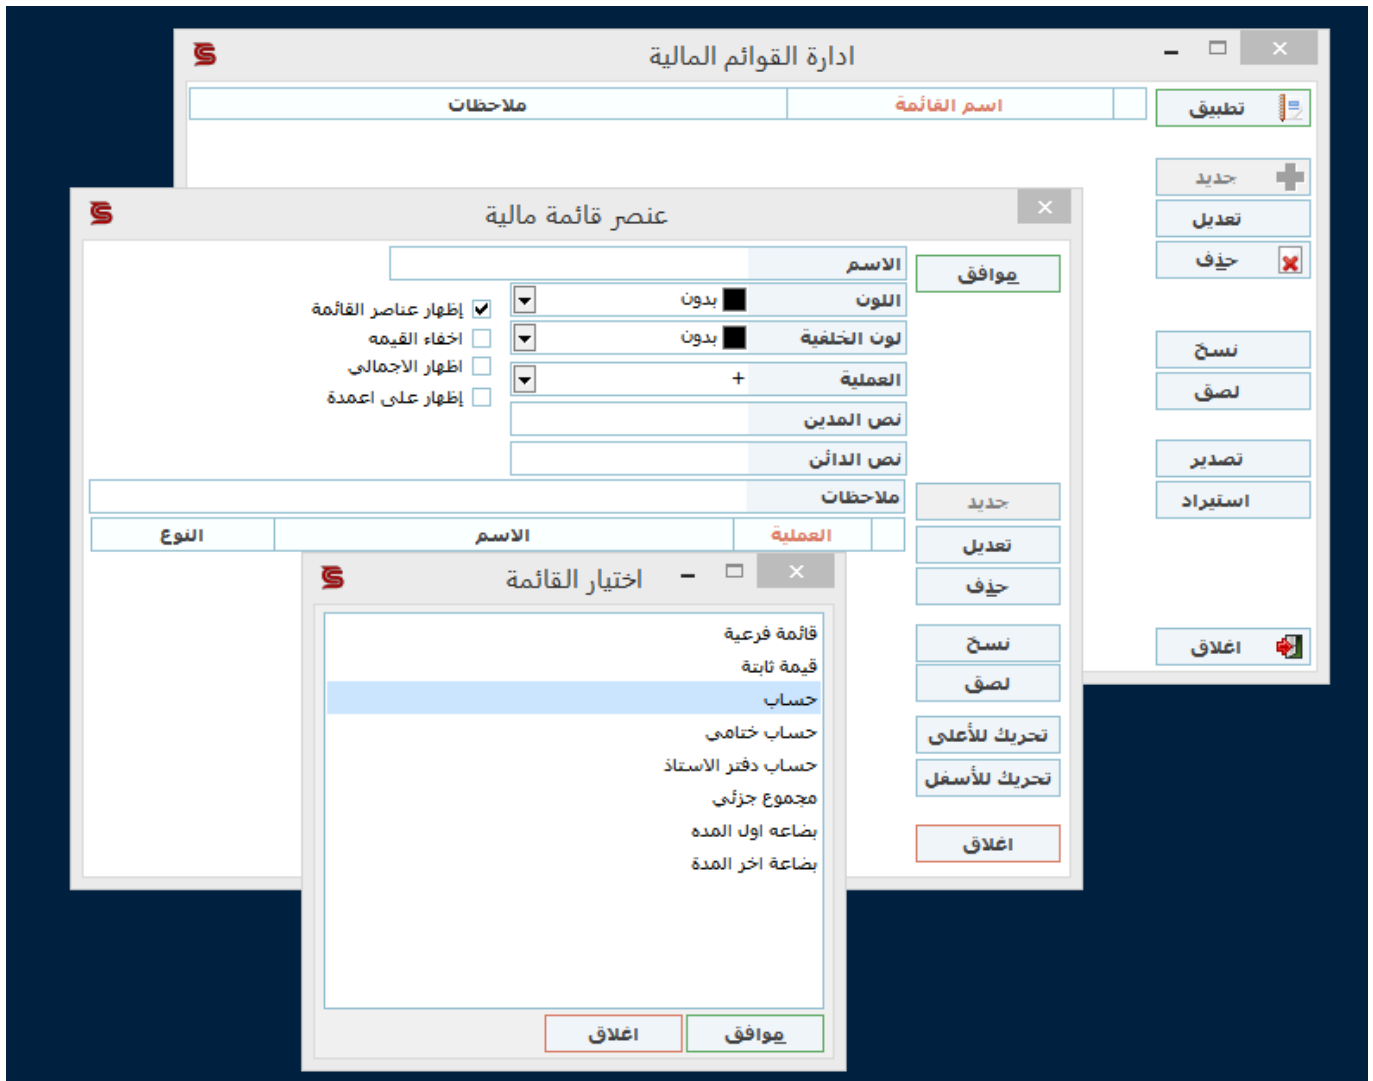 ادارة القوائم المالية
اسم القائمة
ملاحظات
تطبيق
جديد
تعديل
حذف
نسخ
لصق
تصدير
استيراد
اغلاق
عنصر قائمة مالية
موافق
الاسم
اللون
بدون
لون الخلفية
بدون
العملية
+
نص المدين
نص الدائن
ملاحظات
إظهار عناصر القائمة
اخفاء القيمه
اظهار الاجمالي
إظهار على اعمدة
العملية
الاسم
النوع
جديد
تعديل
حذف
نسخ
لصق
تحريك للأعلى
تحريك للأسفل
اغلاق
اختيار القائمة
قائمة فرعية
قيمة ثابتة
حساب
حساب ختامي
حساب دفتر الاستاذ
مجموع جزئي
بضاعه اول المده
بضاعة اخر المدة
موافق
اغلاق